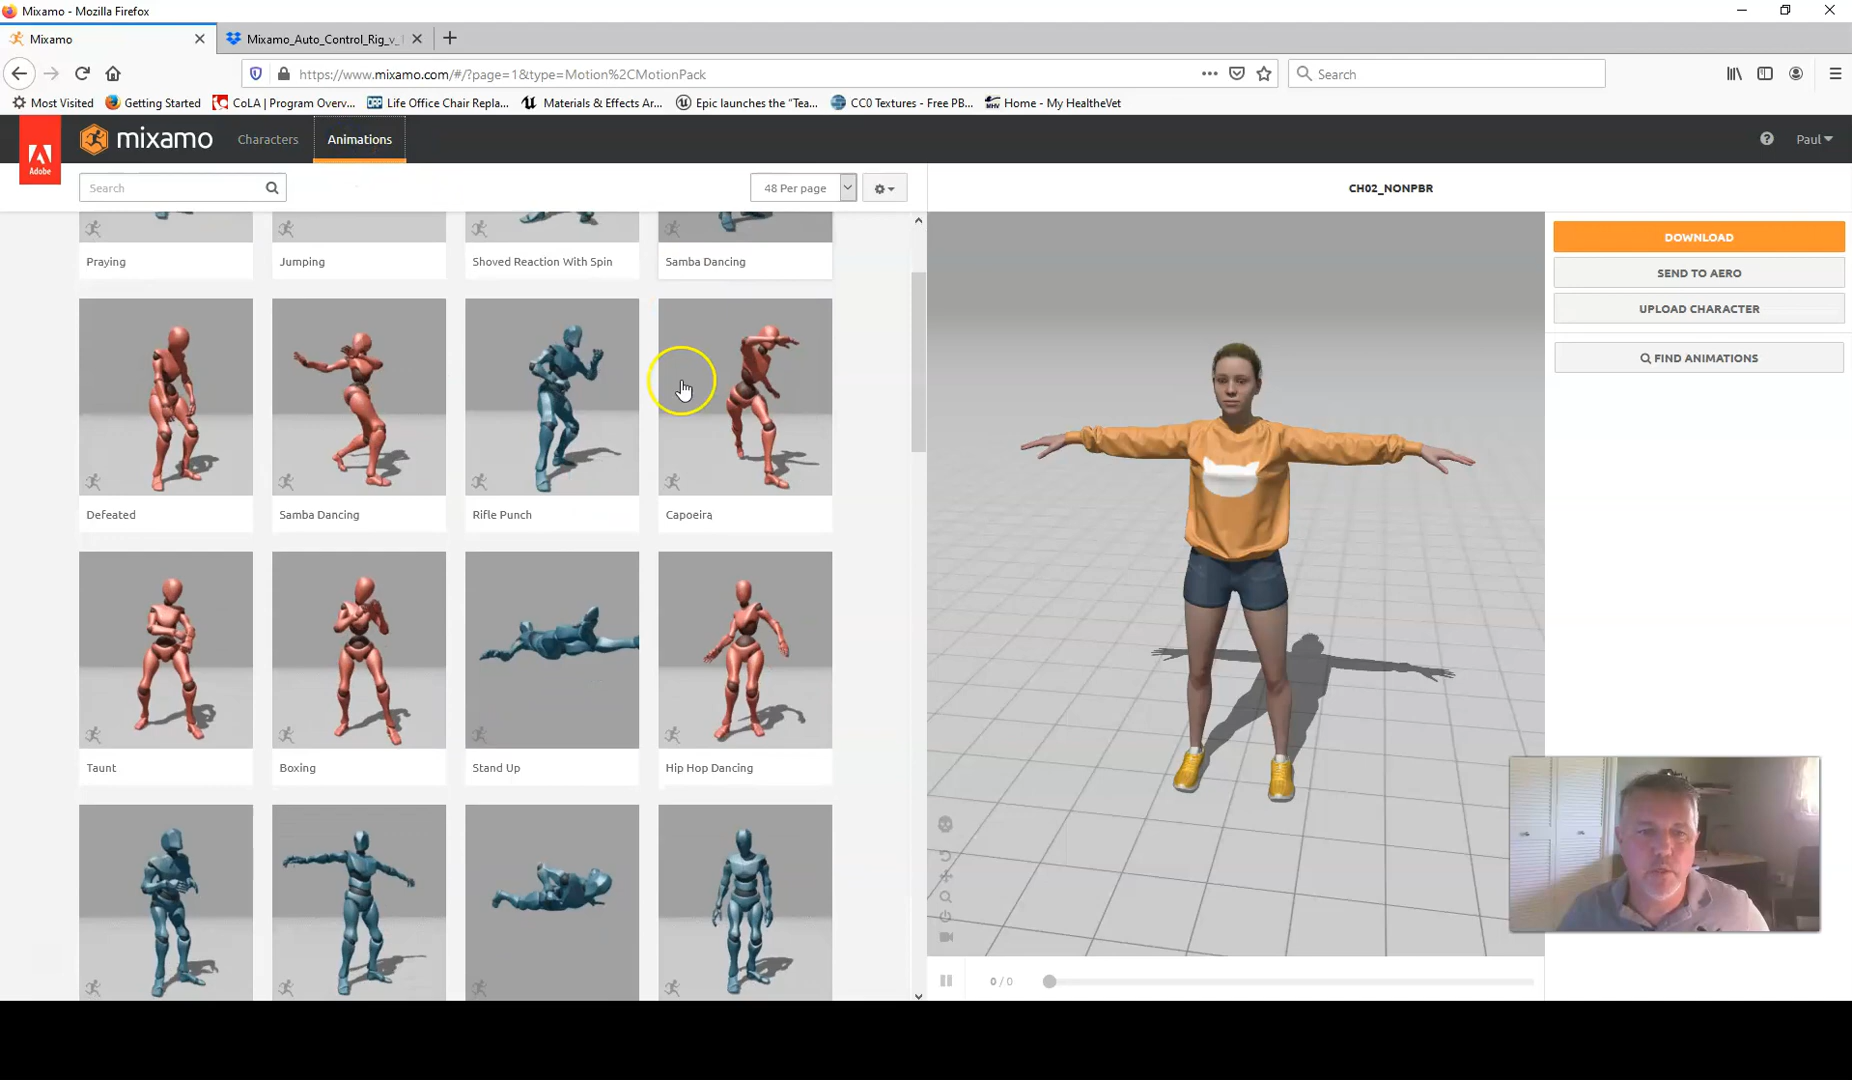 Mixamo - Mozilla Firefox
Mixamo
Mixamo_Auto_Control_Rig_v_
https://www.mixamo.com/#/?page=1&type=Motion%2CMotionPack
Search
Most Visited
Getting Started
CoLA | Program Overv...
Life Office Chair Repla...
Materials & Effects Ar...
Epic launches the "Tea...
CC0 Textures - Free PB...
Home - My HealtheVet
Adobe
mixamo
Characters
Animations
Paul
Search
48 Per page
CH02_NONPBR
DOWNLOAD
SEND TO AERO
UPLOAD CHARACTER
FIND ANIMATIONS
Praying
Jumping
Shoved Reaction With Spin
Samba Dancing
Defeated
Samba Dancing
Rifle Punch
Capoeira
Taunt
Boxing
Stand Up
Hip Hop Dancing
0 / 0